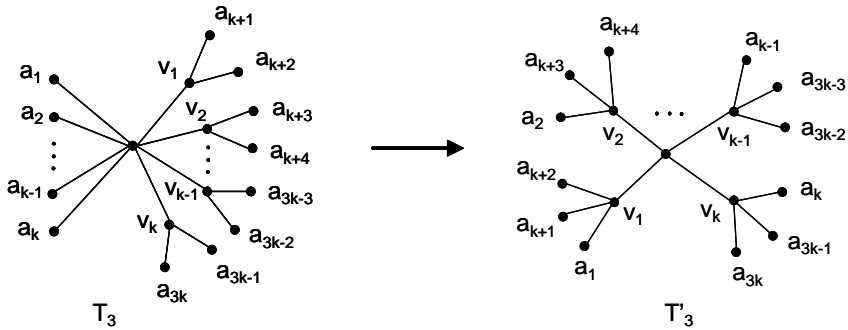 a_{k+1}
a_1
v_1
a_{k+2}
a_2
v_2
a_{k+3}
a_{k+4}
a_{k-1}
v_{k-1}
a_{3k-3}
a_k
v_k
a_{3k-2}
a_{3k-1}
a_{3k}
T_3
a_{k+4}
a_{k-1}
a_{k+3}
a_{3k-3}
a_2
v_2
...
v_{k-1}
a_{3k-2}
a_{k+2}
a_k
a_{k+1}
v_1
v_k
a_{3k-1}
a_1
a_{3k}
T'_3